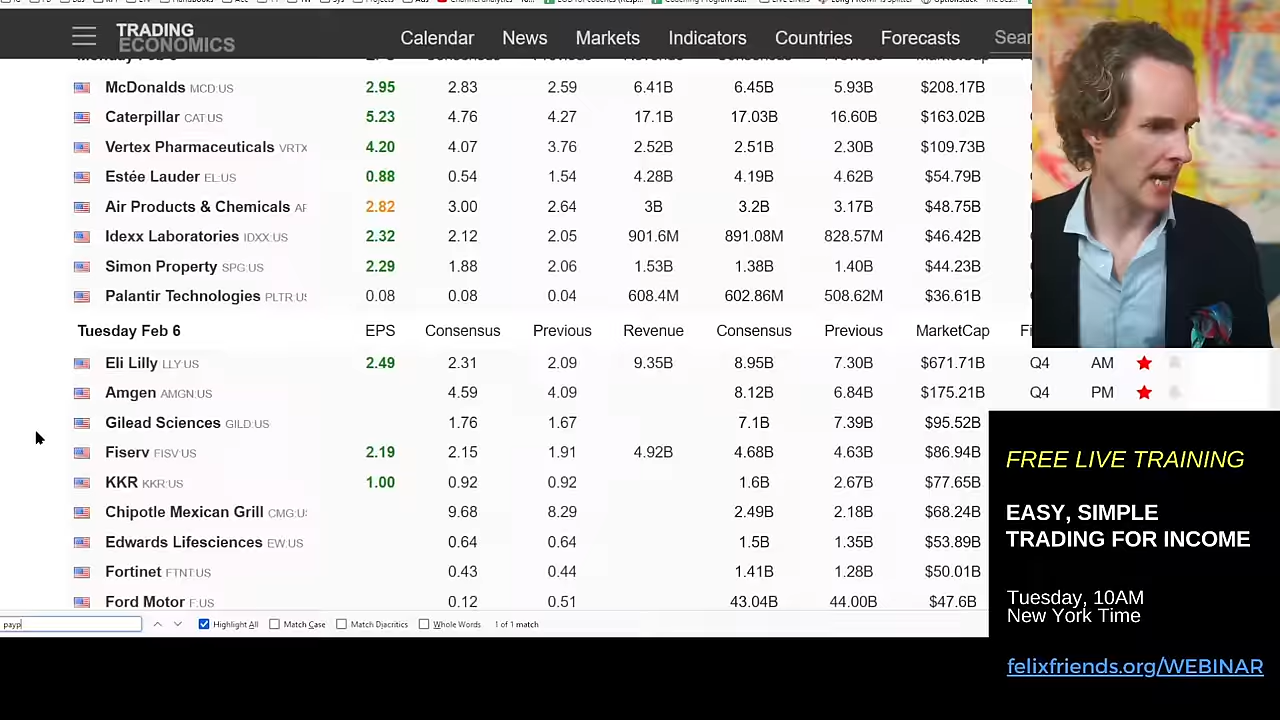 TRADING
ECONOMICS
Calendar News Markets Indicators Countries Forecasts Sear
McDonalds MCD:US 2.95 2.83 2.59 6.41B 6.45B 5.93B $208.17B
Caterpillar CAT:US 5.23 4.76 4.27 17.1B 17.03B 16.60B $163.02B
Vertex Pharmaceuticals VRTX 4.20 4.07 3.76 2.52B 2.51B 2.30B $109.73B
Estée Lauder EL:US 0.88 0.54 1.54 4.28B 4.19B 4.62B $54.79B
Air Products & Chemicals AF 2.82 3.00 2.64 3B 3.2B 3.17B $48.75B
Idexx Laboratories IDXX:US 2.32 2.12 2.05 901.6M 891.08M 828.57M $46.42B
Simon Property SPG:US 2.29 1.88 2.06 1.53B 1.38B 1.40B $44.23B
Palantir Technologies PLTR:US 0.08 0.08 0.04 608.4M 602.86M 508.62M $36.61B
Tuesday Feb 6 EPS Consensus Previous Revenue Consensus Previous MarketCap Fi
Eli Lilly LLY:US 2.49 2.31 2.09 9.35B 8.95B 7.30B $671.71B Q4 AM
Amgen AMGN:US 4.59 4.09 8.12B 6.84B $175.21B Q4 PM
Gilead Sciences GILD:US 1.76 1.67 7.1B 7.39B $95.52B
Fiserv FISV:US 2.19 2.15 1.91 4.92B 4.68B 4.63B $86.94B
KKR KKR:US 1.00 0.92 0.92 1.6B 2.67B $77.65B
Chipotle Mexican Grill CMG:U 9.68 8.29 2.49B 2.18B $68.24B
Edwards Lifesciences EW:US 0.64 0.64 1.5B 1.35B $53.89B
Fortinet FTNT:US 0.43 0.44 1.41B 1.28B $50.01B
Ford Motor F:US 0.12 0.51 43.04B 44.00B $47.6B
payp Highlight All Match Case Match Diacritics Whole Words 1 of 1 match
FREE LIVE TRAINING
EASY, SIMPLE
TRADING FOR INCOME
Tuesday, 10AM
New York Time
felixfriends.org/WEBINAR